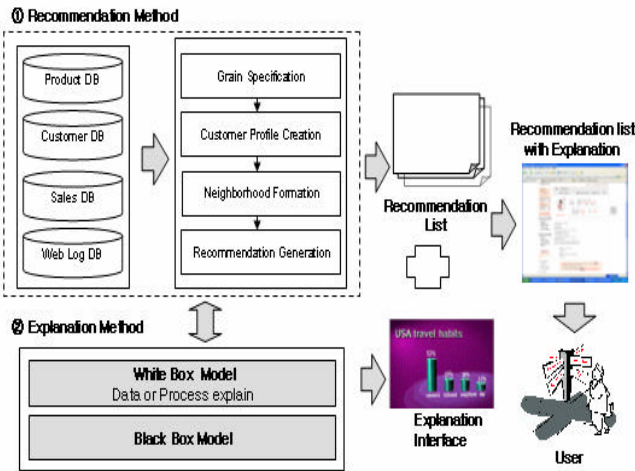 ① Recommendation Method
Product DB
Customer DB
Sales DB
Web Log DB
Grain Specification
Customer Profile Creation
Neighborhood Formation
Recommendation Generation
Recommendation
List
Recommendation list
with Explanation
② Explanation Method
White Box Model
Data or Process explain
Black Box Model
USA travel habits
Explanation
Interface
User